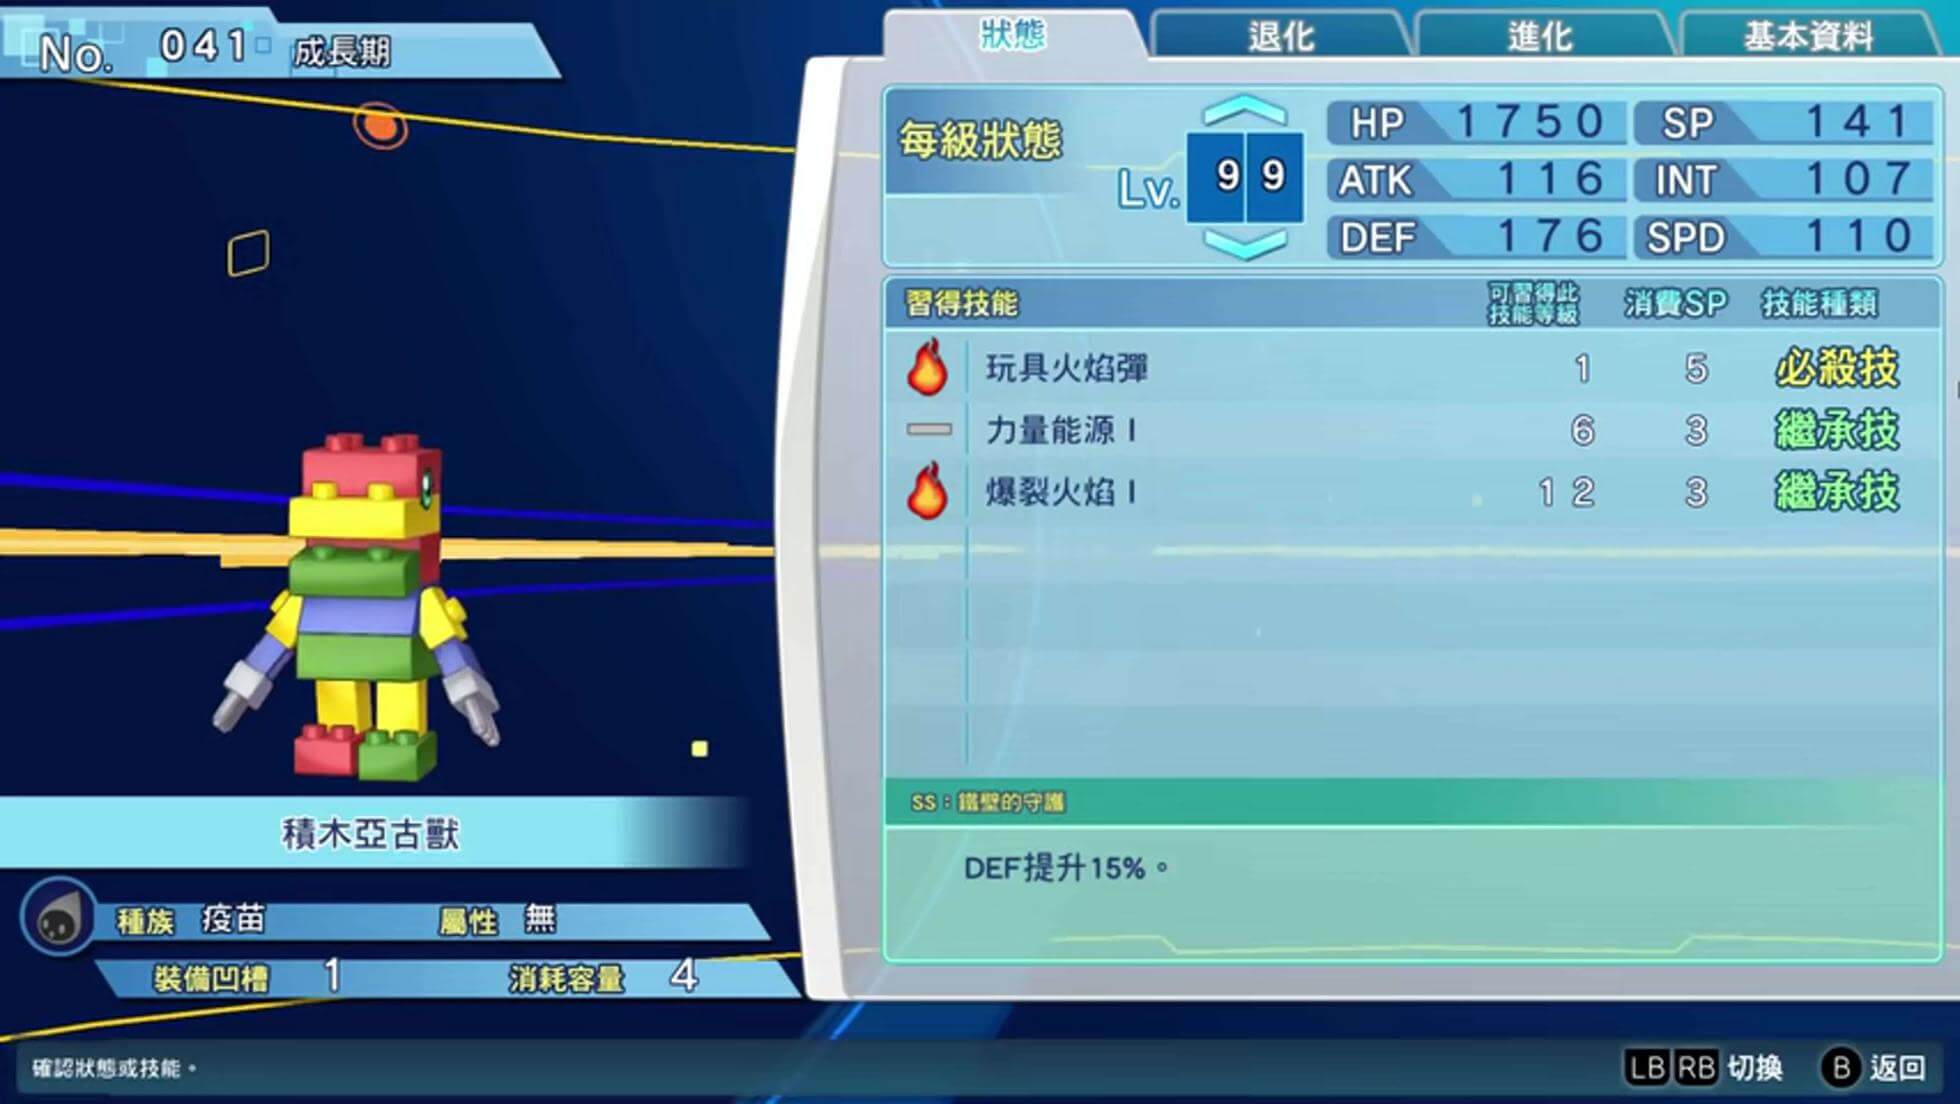 No. 041 成長期
狀態 退化 進化 基本資料
每級狀態
Lv. 99
HP 1750 SP 141
ATK 116 INT 107
DEF 176 SPD 110
習得技能 可習得此技能等級 消費SP 技能種類
玩具火焰彈 1 5 必殺技
力量能源 I 6 3 繼承技
爆裂火焰 I 12 3 繼承技
SS：鐵壁的守護
DEF提升15%。
積木亞古獸
種族 疫苗 屬性 無
裝備凹槽 1 消耗容量 4
確認狀態或技能。
LB RB 切換 B 返回